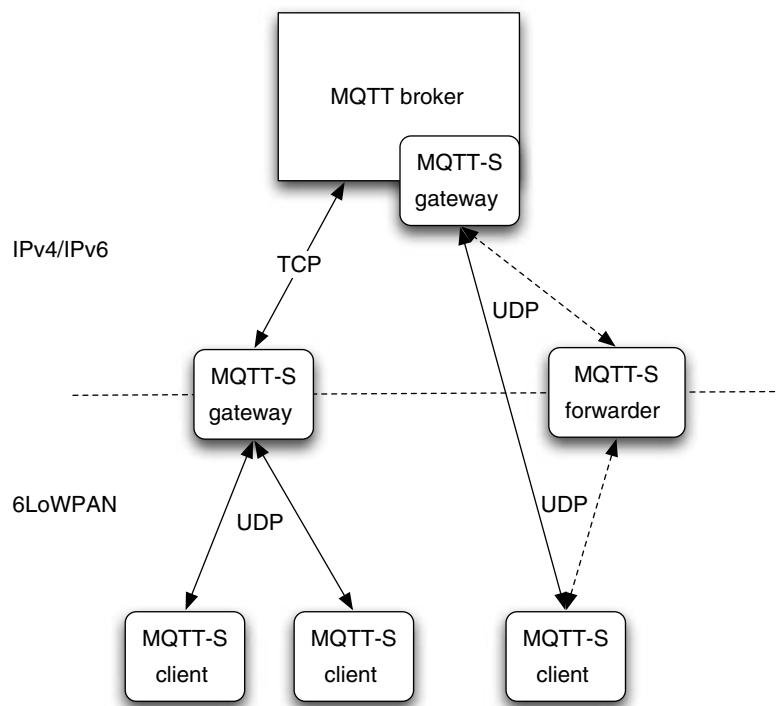 MQTT broker
MQTT-S
gateway
IPv4/IPv6
TCP
UDP
MQTT-S
gateway
MQTT-S
forwarder
6LoWPAN
UDP
UDP
MQTT-S
client
MQTT-S
client
MQTT-S
client